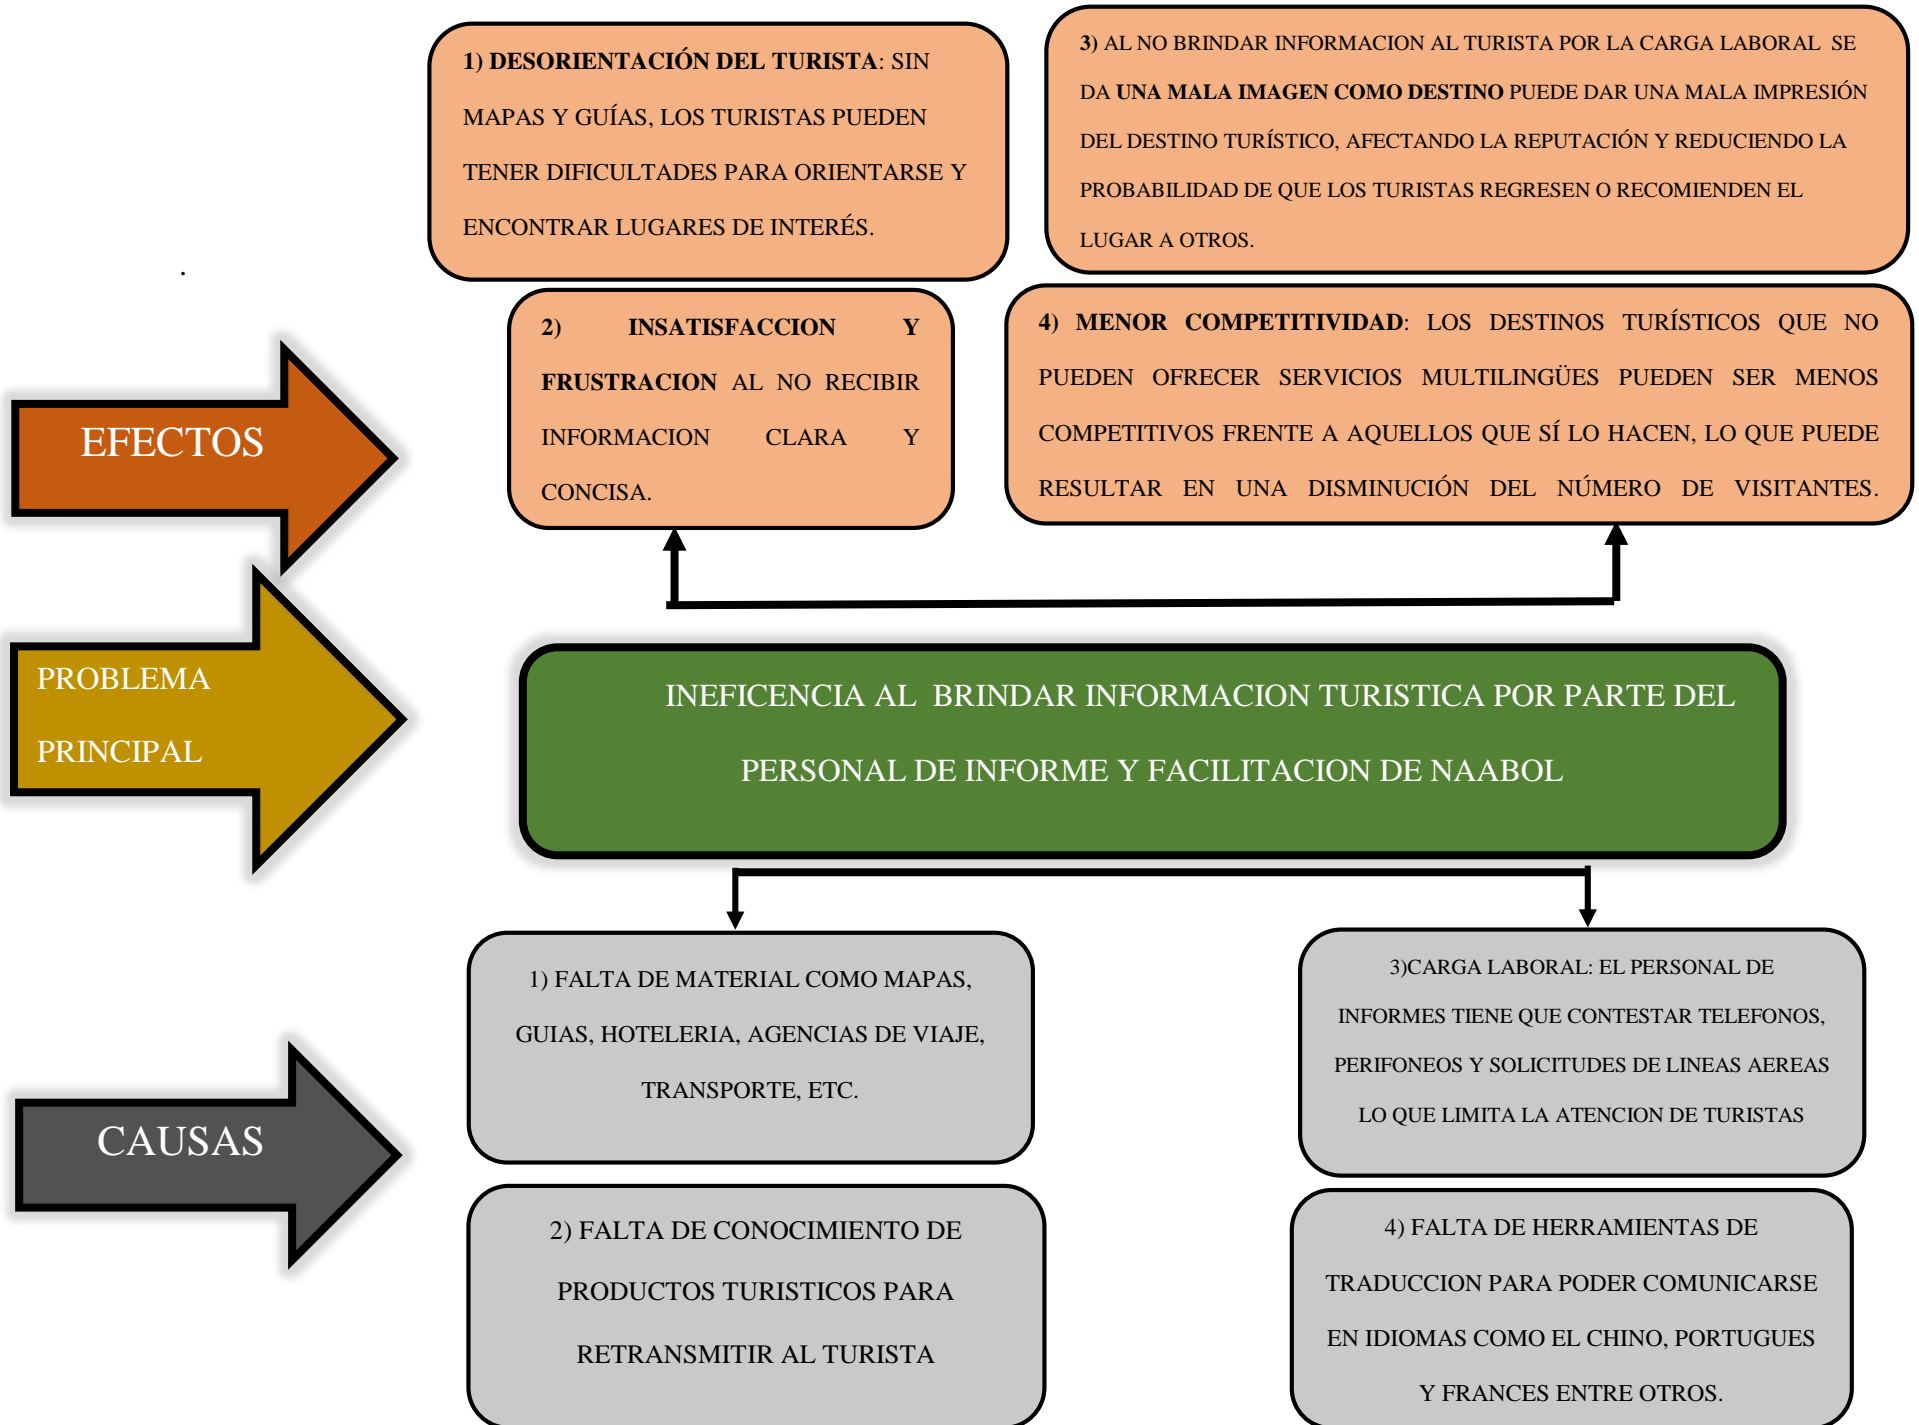 1) DESORIENTACIÓN DEL TURISTA: SIN
MAPAS Y GUÍAS, LOS TURISTAS PUEDEN
TENER DIFICULTADES PARA ORIENTARSE Y
ENCONTRAR LUGARES DE INTERÉS.
3) AL NO BRINDAR INFORMACION AL TURISTA POR LA CARGA LABORAL SE
DA UNA MALA IMAGEN COMO DESTINO PUEDE DAR UNA MALA IMPRESIÓN
DEL DESTINO TURÍSTICO, AFECTANDO LA REPUTACIÓN Y REDUCIENDO LA
PROBABILIDAD DE QUE LOS TURISTAS REGRESEN O RECOMIENDEN EL
LUGAR A OTROS.
.
2) INSATISFACCION Y
FRUSTRACION AL NO RECIBIR
INFORMACION CLARA Y
CONCISA.
4) MENOR COMPETITIVIDAD: LOS DESTINOS TURÍSTICOS QUE NO
PUEDEN OFRECER SERVICIOS MULTILINGÜES PUEDEN SER MENOS
COMPETITIVOS FRENTE A AQUELLOS QUE SÍ LO HACEN, LO QUE PUEDE
RESULTAR EN UNA DISMINUCIÓN DEL NÚMERO DE VISITANTES.
EFECTOS
PROBLEMA
PRINCIPAL
INEFICENCIA AL BRINDAR INFORMACION TURISTICA POR PARTE DEL
PERSONAL DE INFORME Y FACILITACION DE NAABOL
1) FALTA DE MATERIAL COMO MAPAS,
GUIAS, HOTELERIA, AGENCIAS DE VIAJE,
TRANSPORTE, ETC.
3)CARGA LABORAL: EL PERSONAL DE
INFORMES TIENE QUE CONTESTAR TELEFONOS,
PERIFONEOS Y SOLICITUDES DE LINEAS AEREAS
LO QUE LIMITA LA ATENCION DE TURISTAS
CAUSAS
2) FALTA DE CONOCIMIENTO DE
PRODUCTOS TURISTICOS PARA
RETRANSMITIR AL TURISTA
4) FALTA DE HERRAMIENTAS DE
TRADUCCION PARA PODER COMUNICARSE
EN IDIOMAS COMO EL CHINO, PORTUGUES
Y FRANCES ENTRE OTROS.